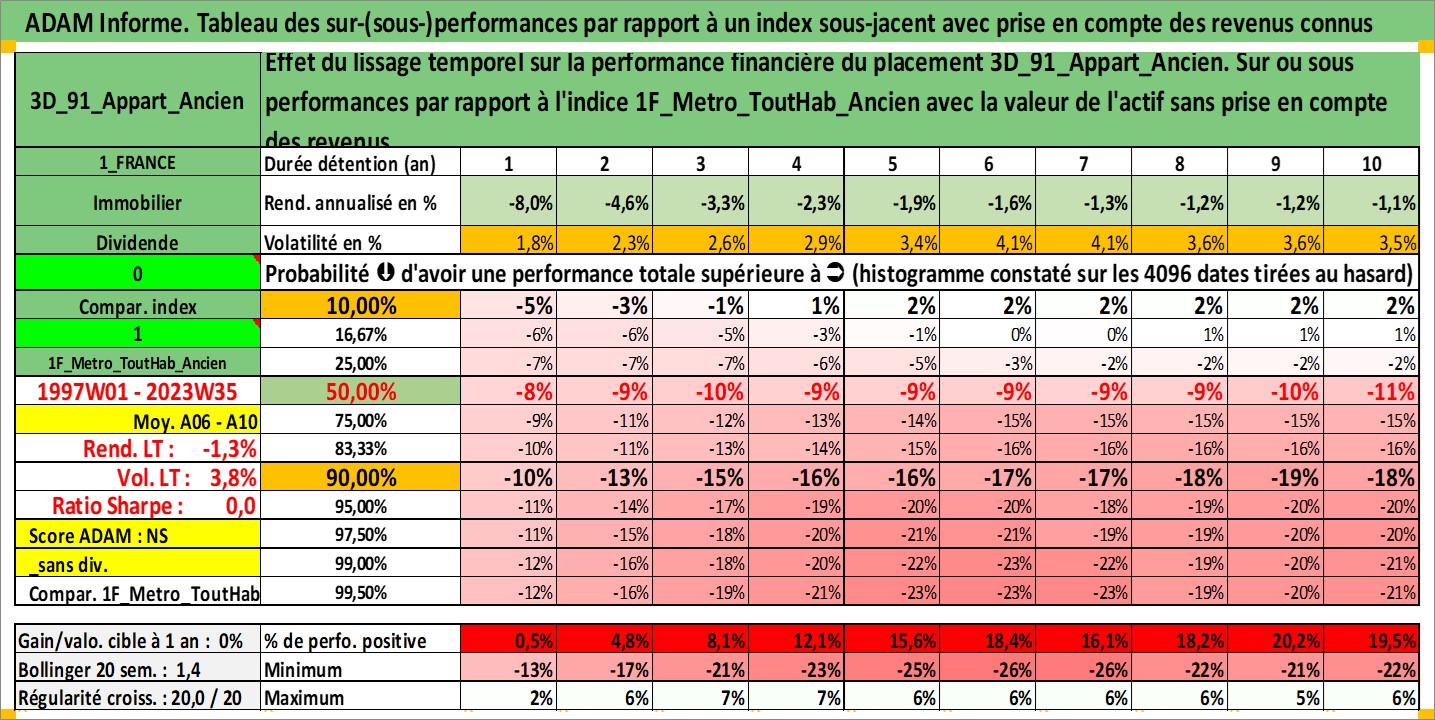 ADAM Informe. Tableau des sur-(sous-)performances par rapport à un index sous-jacent avec prise en compte des revenus connus
3D_91_Appart_Ancien
Effet du lissage temporel sur la performance financière du placement 3D_91_Appart_Ancien. Sur ou sous
performances par rapport à l'indice 1F_Metro_ToutHab_Ancien avec la valeur de l'actif sans prise en compte
des revenus
1_FRANCE Durée détention (an) 1 2 3 4 5 6 7 8 9 10
Immobilier Rend. annualisé en % -8,0% -4,6% -3,3% -2,3% -1,9% -1,6% -1,3% -1,2% -1,2% -1,1%
Dividende Volatilité en % 1,8% 2,3% 2,6% 2,9% 3,4% 4,1% 4,1% 3,6% 3,6% 3,5%
0 Probabilité d'avoir une performance totale supérieure à (histogramme constaté sur les 4096 dates tirées au hasard)
Compar. index 10,00% -5% -3% -1% 1% 2% 2% 2% 2% 2% 2%
1 16,67% -6% -6% -5% -3% -1% 0% 0% 1% 1% 1%
1F_Metro_ToutHab_Ancien 25,00% -7% -7% -7% -6% -5% -3% -2% -2% -2% -2%
1997W01 - 2023W35 50,00% -8% -9% -10% -9% -9% -9% -9% -9% -10% -11%
Moy. A06 - A10 75,00% -9% -11% -12% -13% -14% -15% -15% -15% -15% -15%
Rend. LT : -1,3% 83,33% -10% -11% -13% -14% -15% -16% -16% -16% -16% -16%
Vol. LT : 3,8% 90,00% -10% -13% -15% -16% -16% -17% -17% -18% -19% -18%
Ratio Sharpe : 0,0 95,00% -11% -14% -17% -19% -20% -20% -18% -19% -20% -20%
Score ADAM : NS 97,50% -11% -15% -18% -20% -21% -21% -19% -19% -20% -20%
_sans div. 99,00% -12% -16% -18% -20% -22% -23% -22% -19% -20% -21%
Compar. 1F_Metro_ToutHab 99,50% -12% -16% -19% -21% -23% -23% -23% -19% -20% -21%
Gain/valo. cible à 1 an : 0% % de perfo. positive 0,5% 4,8% 8,1% 12,1% 15,6% 18,4% 16,1% 18,2% 20,2% 19,5%
Bollinger 20 sem. : 1,4 Minimum -13% -17% -21% -23% -25% -26% -26% -22% -21% -22%
Régularité croiss. : 20,0 / 20 Maximum 2% 6% 7% 7% 6% 6% 6% 6% 5% 6%